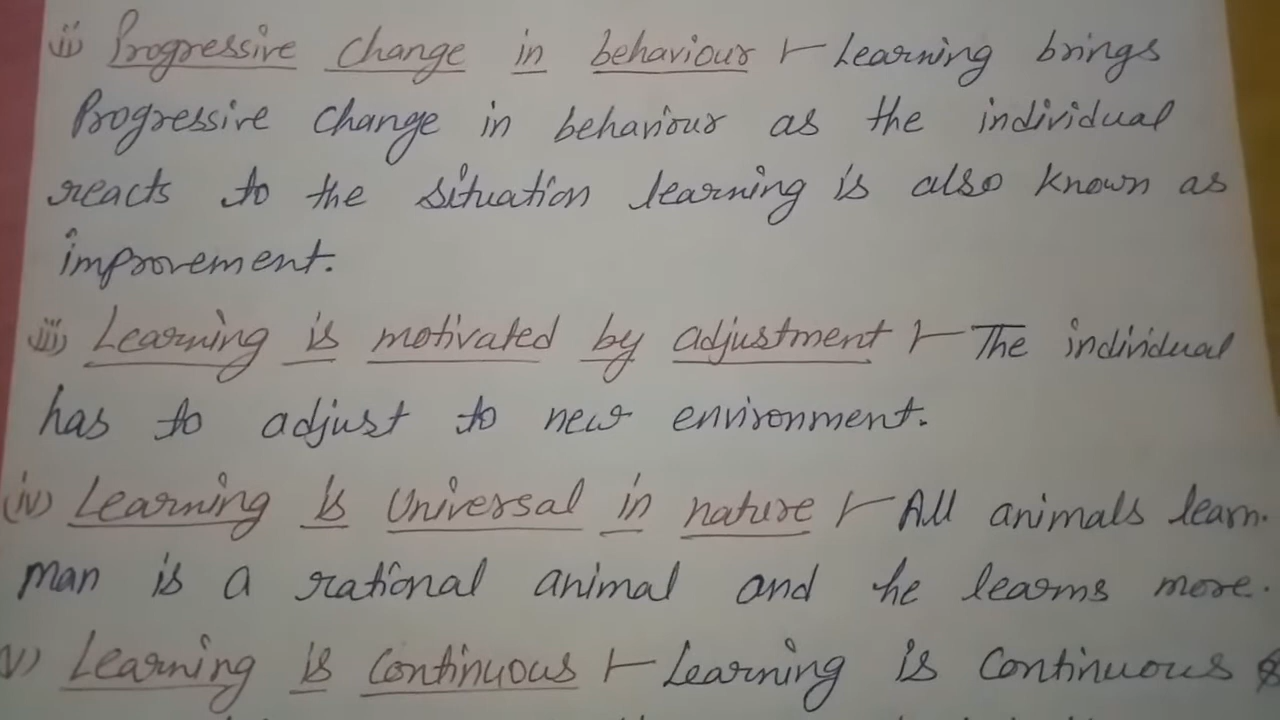 ii) Progressive change in behaviour :- Learning brings
Progressive change in behaviour as the individual
reacts to the situation learning is also known as
improvement.
iii) Learning is motivated by adjustment :- The individual
has to adjust to new environment.
(iv) Learning is Universal in nature :- All animals learn.
man is a rational animal and he learns more.
v) Learning is Continuous :- Learning is Continuous